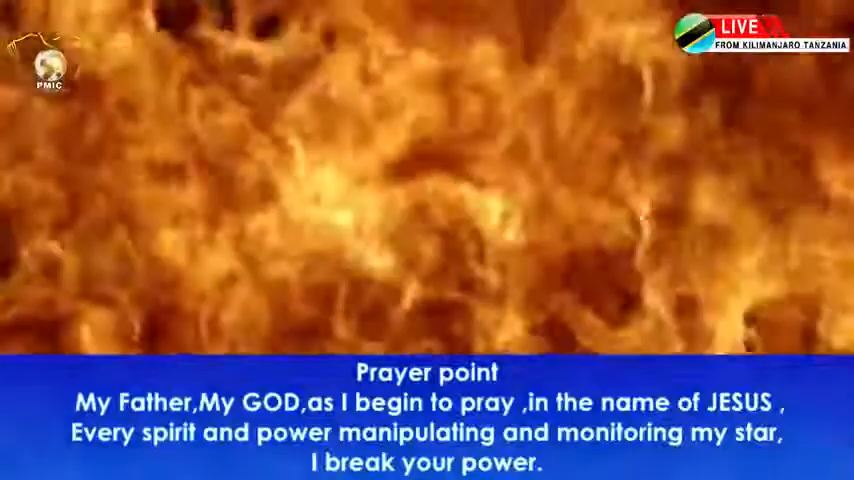 LIVE
FROM KILIMANJARO TANZANIA
PMIC
Prayer point
My Father,My GOD,as I begin to pray ,in the name of JESUS ,
Every spirit and power manipulating and monitoring my star,
I break your power.